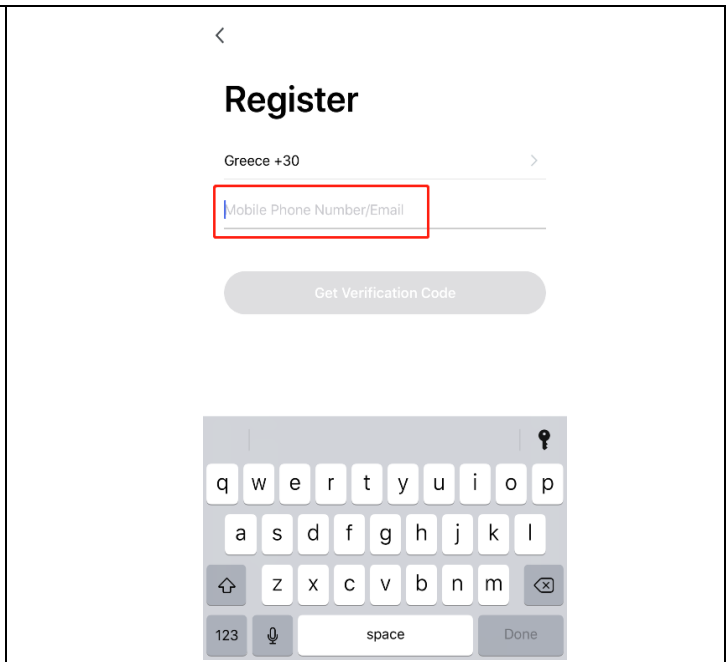 Register
Greece +30
Mobile Phone Number/Email
Get Verification Code
q w e r t y u i o p
a s d f g h j k l
z x c v b n m
123 space Done